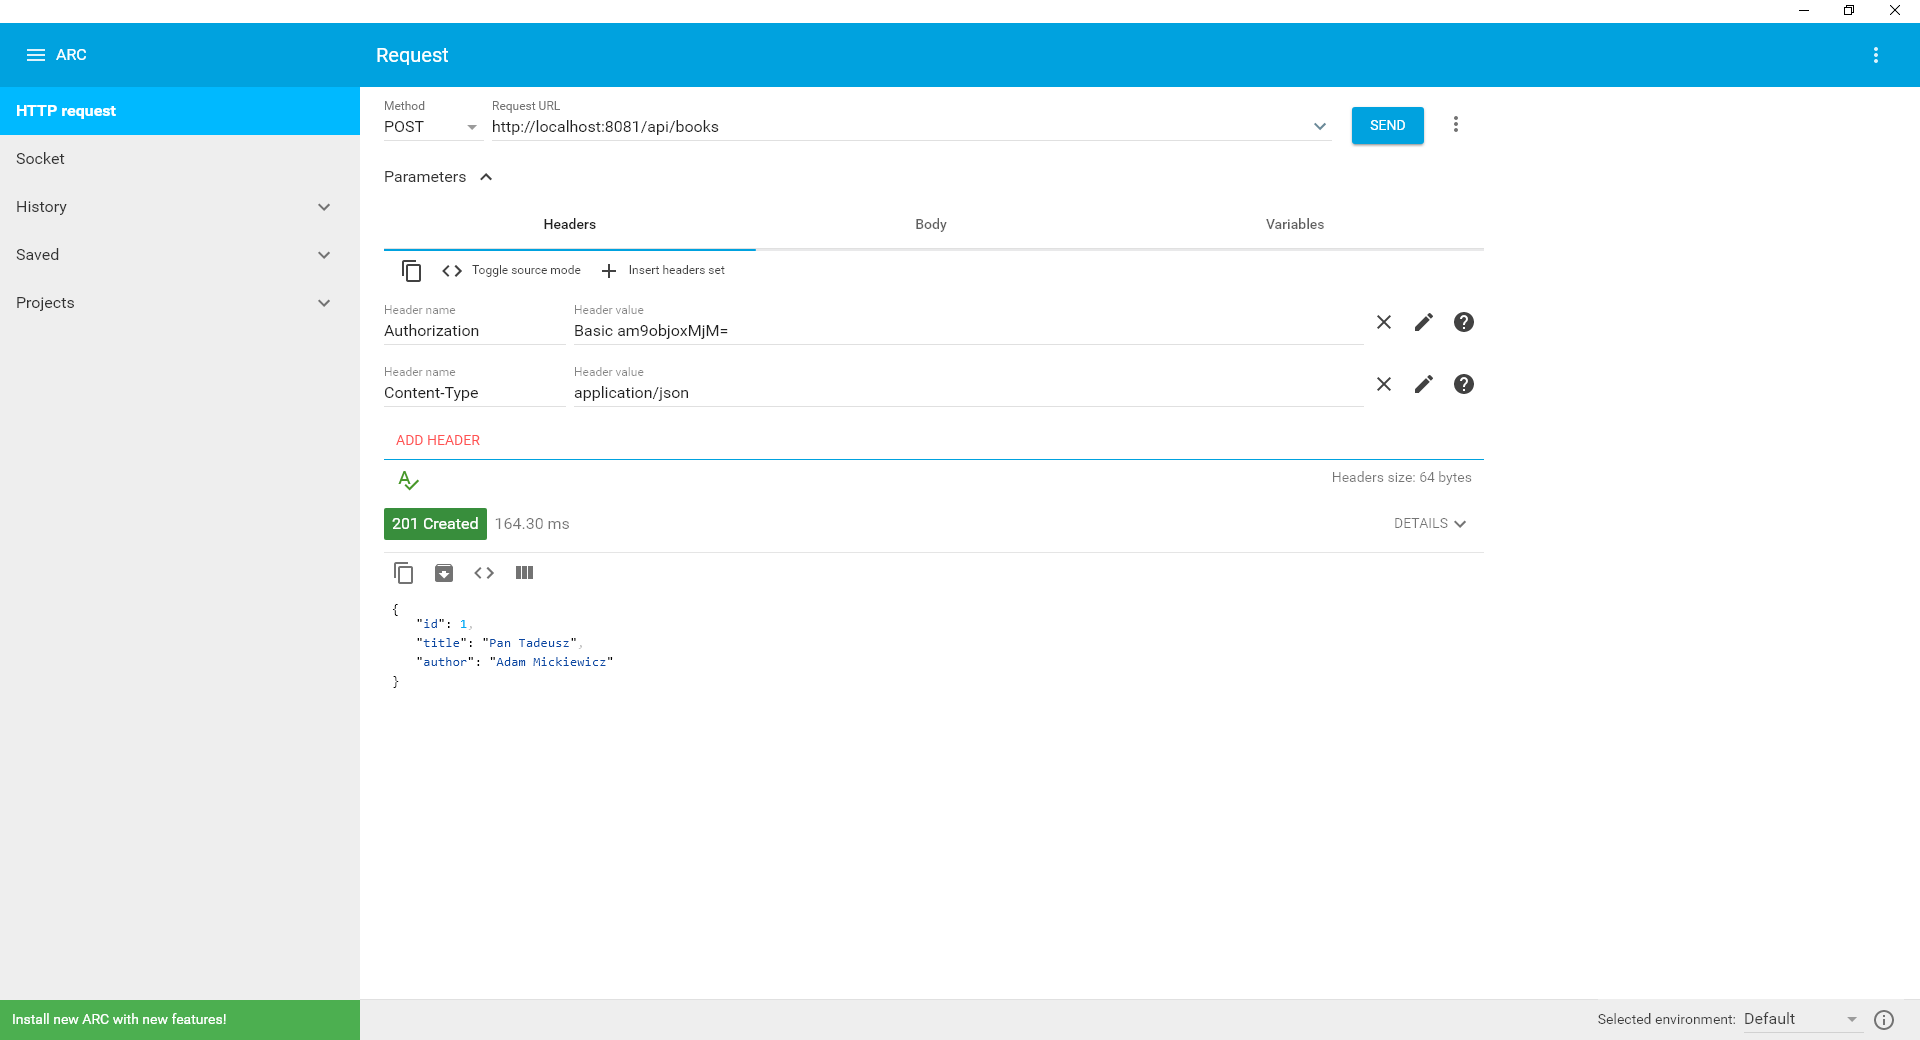 ARC
Request
HTTP request
Socket
History
Saved
Projects
Method
POST
Request URL
http://localhost:8081/api/books
SEND
Parameters
Headers
Body
Variables
Toggle source mode
Insert headers set
Header name
Authorization
Header value
Basic am9objoxMjM=
Header name
Content-Type
Header value
application/json
ADD HEADER
Headers size: 64 bytes
201 Created
164.30 ms
DETAILS
{
"id": 1,
"title": "Pan Tadeusz",
"author": "Adam Mickiewicz"
}
Install new ARC with new features!
Selected environment:
Default